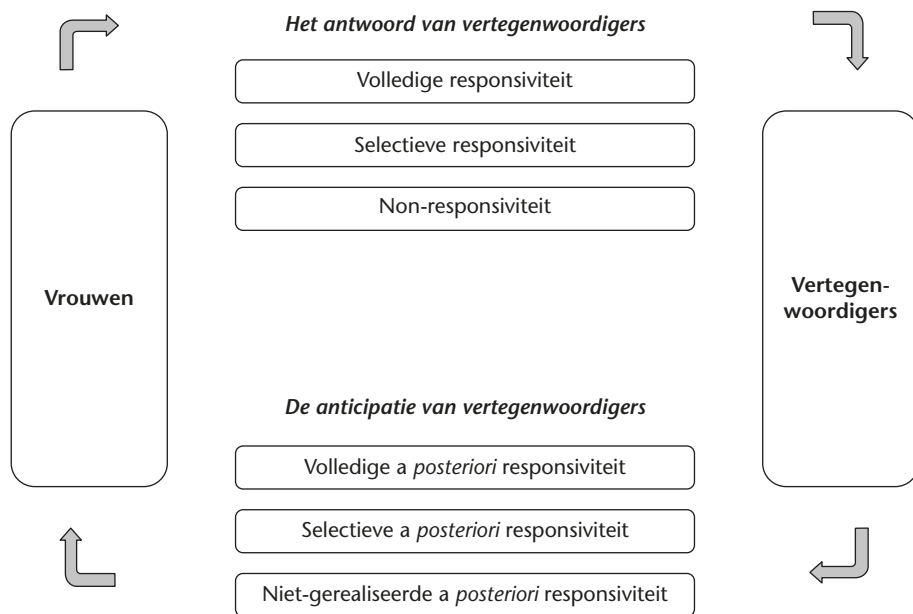 Het antwoord van vertegenwoordigers
Volledige responsiviteit
Selectieve responsiviteit
Non-responsiviteit
Vrouwen
Vertegen-
woordigers
De anticipatie van vertegenwoordigers
Volledige a posteriori responsiviteit
Selectieve a posteriori responsiviteit
Niet-gerealiseerde a posteriori responsiviteit